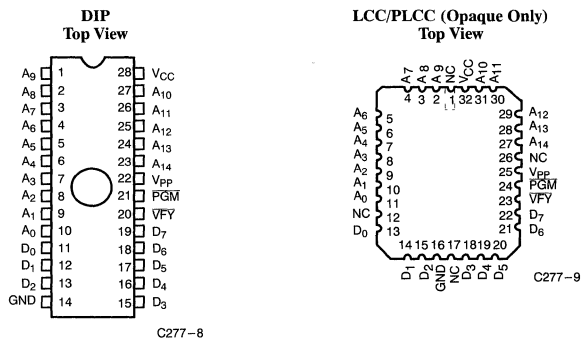 DIP
Top View
A9 1 28 VCC
A8 2 27 A10
A7 3 26 A11
A6 4 25 A12
A5 5 24 A13
A4 6 23 A14
A3 7 22 VPP
A2 8 21 PGM
A1 9 20 VFY
A0 10 19 D7
D0 11 18 D6
D1 12 17 D5
D2 13 16 D4
GND 14 15 D3
C277–8
LCC/PLCC (Opaque Only)
Top View
A7 A8 A9 NC VCC A10 A11
4 3 2 1 32 31 30
A6 5 29 A12
A5 6 28 A13
A4 7 27 A14
A3 8 26 NC
A2 9 25 VPP
A1 10 24 PGM
A0 11 23 VFY
NC 12 22 D7
D0 13 21 D6
14 15 16 17 18 19 20
D1 D2 GND NC D3 D4 D5
C277–9